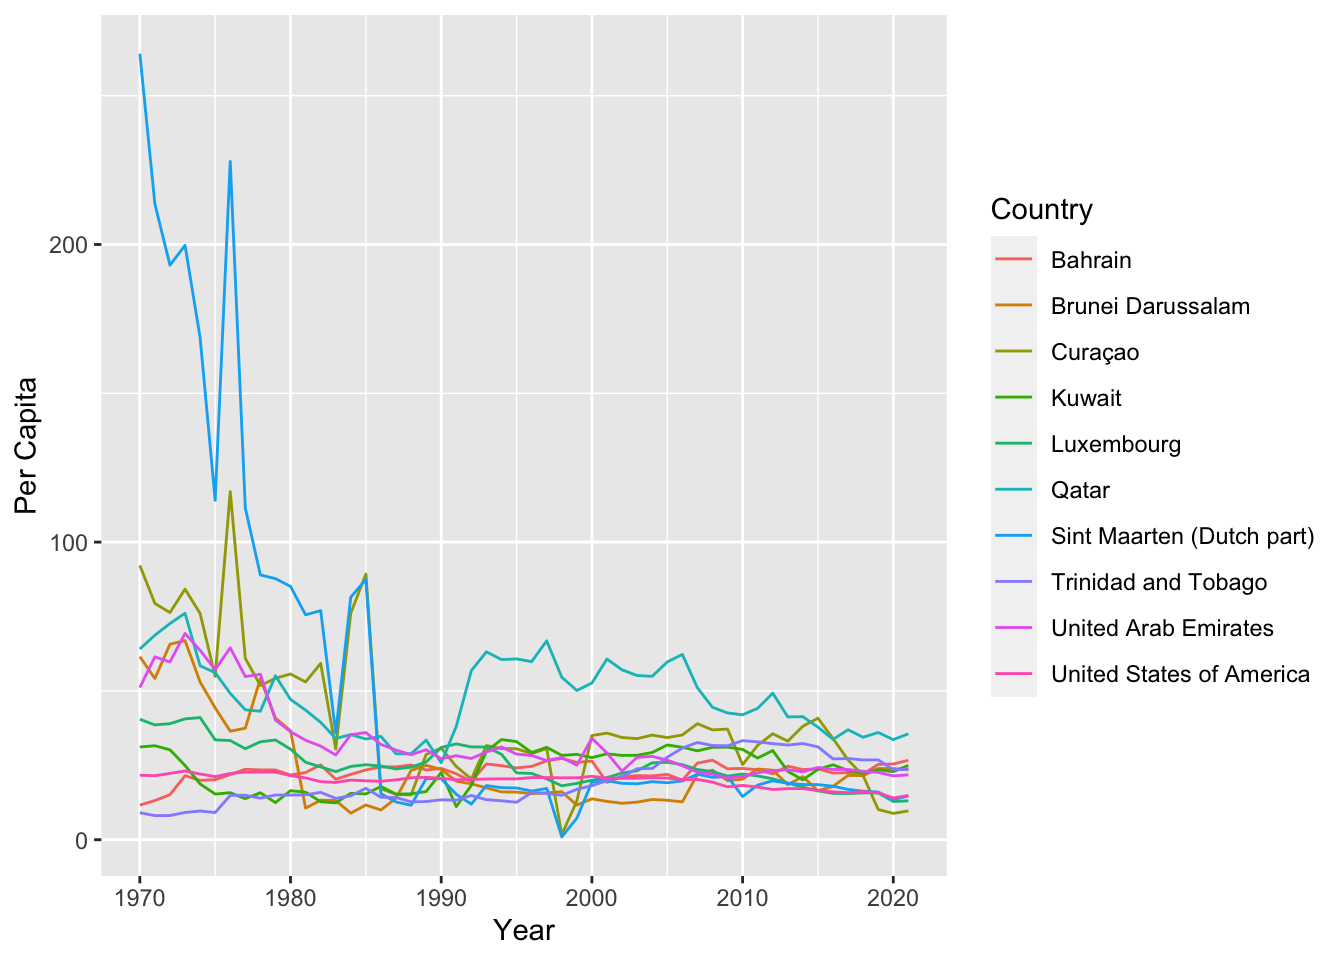 Per Capita
200
100
0
1970
1980
1990
2000
2010
2020
Year
Country
Bahrain
Brunei Darussalam
Curaçao
Kuwait
Luxembourg
Qatar
Sint Maarten (Dutch part)
Trinidad and Tobago
United Arab Emirates
United States of America